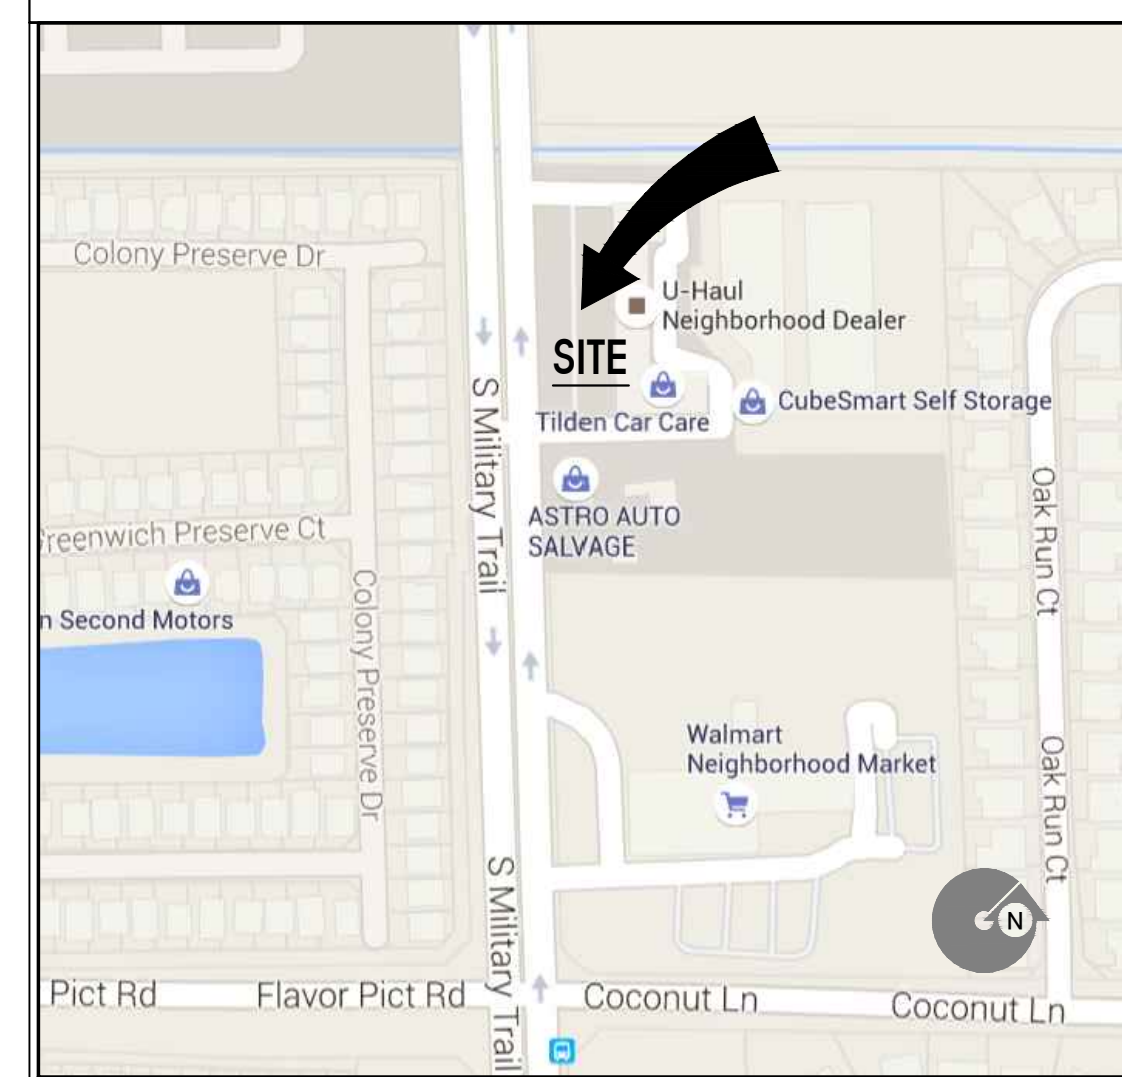 Colony Preserve Dr
U-Haul
Neighborhood Dealer
SITE
CubeSmart Self Storage
Tilden Car Care
S Military Trail
ASTRO AUTO
SALVAGE
Oak Run Ct
reenwich Preserve Ct
n Second Motors
Colony Preserve Dr
Walmart
Neighborhood Market
Oak Run Ct
S Military Trail
N
Pict Rd
Flavor Pict Rd
Coconut Ln
Coconut Ln